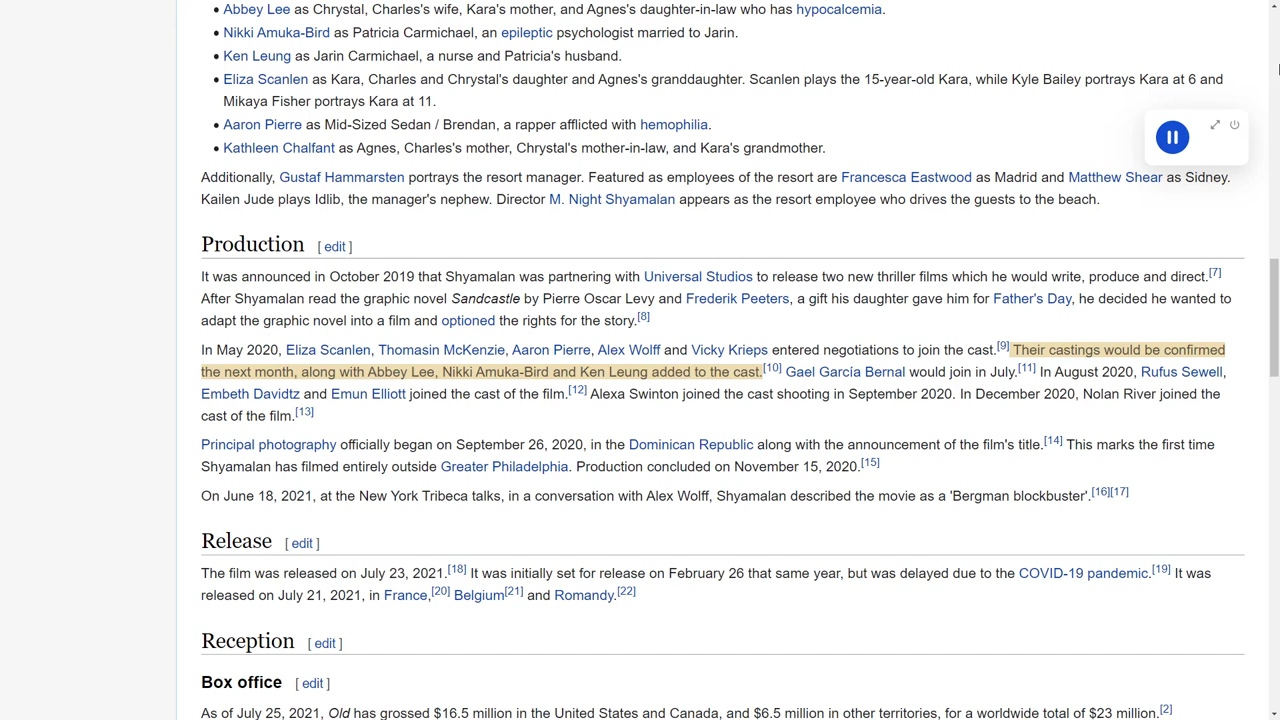 Abbey Lee as Chrystal, Charles's wife, Kara's mother, and Agnes's daughter-in-law who has hypocalcemia.
Nikki Amuka-Bird as Patricia Carmichael, an epileptic psychologist married to Jarin.
Ken Leung as Jarin Carmichael, a nurse and Patricia's husband.
Eliza Scanlen as Kara, Charles and Chrystal's daughter and Agnes's granddaughter. Scanlen plays the 15-year-old Kara, while Kyle Bailey portrays Kara at 6 and
Mikaya Fisher portrays Kara at 11.
Aaron Pierre as Mid-Sized Sedan / Brendan, a rapper afflicted with hemophilia.
Kathleen Chalfant as Agnes, Charles's mother, Chrystal's mother-in-law, and Kara's grandmother.
Additionally, Gustaf Hammarsten portrays the resort manager. Featured as employees of the resort are Francesca Eastwood as Madrid and Matthew Shear as Sidney.
Kailen Jude plays Idlib, the manager's nephew. Director M. Night Shyamalan appears as the resort employee who drives the guests to the beach.
Production [ edit ]
It was announced in October 2019 that Shyamalan was partnering with Universal Studios to release two new thriller films which he would write, produce and direct.[7]
After Shyamalan read the graphic novel Sandcastle by Pierre Oscar Levy and Frederik Peeters, a gift his daughter gave him for Father's Day, he decided he wanted to
adapt the graphic novel into a film and optioned the rights for the story.[8]
In May 2020, Eliza Scanlen, Thomasin McKenzie, Aaron Pierre, Alex Wolff and Vicky Krieps entered negotiations to join the cast.[9] Their castings would be confirmed
the next month, along with Abbey Lee, Nikki Amuka-Bird and Ken Leung added to the cast.[10] Gael García Bernal would join in July.[11] In August 2020, Rufus Sewell,
Embeth Davidtz and Emun Elliott joined the cast of the film.[12] Alexa Swinton joined the cast shooting in September 2020. In December 2020, Nolan River joined the
cast of the film.[13]
Principal photography officially began on September 26, 2020, in the Dominican Republic along with the announcement of the film's title.[14] This marks the first time
Shyamalan has filmed entirely outside Greater Philadelphia. Production concluded on November 15, 2020.[15]
On June 18, 2021, at the New York Tribeca talks, in a conversation with Alex Wolff, Shyamalan described the movie as a 'Bergman blockbuster'.[16][17]
Release [ edit ]
The film was released on July 23, 2021.[18] It was initially set for release on February 26 that same year, but was delayed due to the COVID-19 pandemic.[19] It was
released on July 21, 2021, in France,[20] Belgium[21] and Romandy.[22]
Reception [ edit ]
Box office [ edit ]
As of July 25, 2021, Old has grossed $16.5 million in the United States and Canada, and $6.5 million in other territories, for a worldwide total of $23 million.[2]